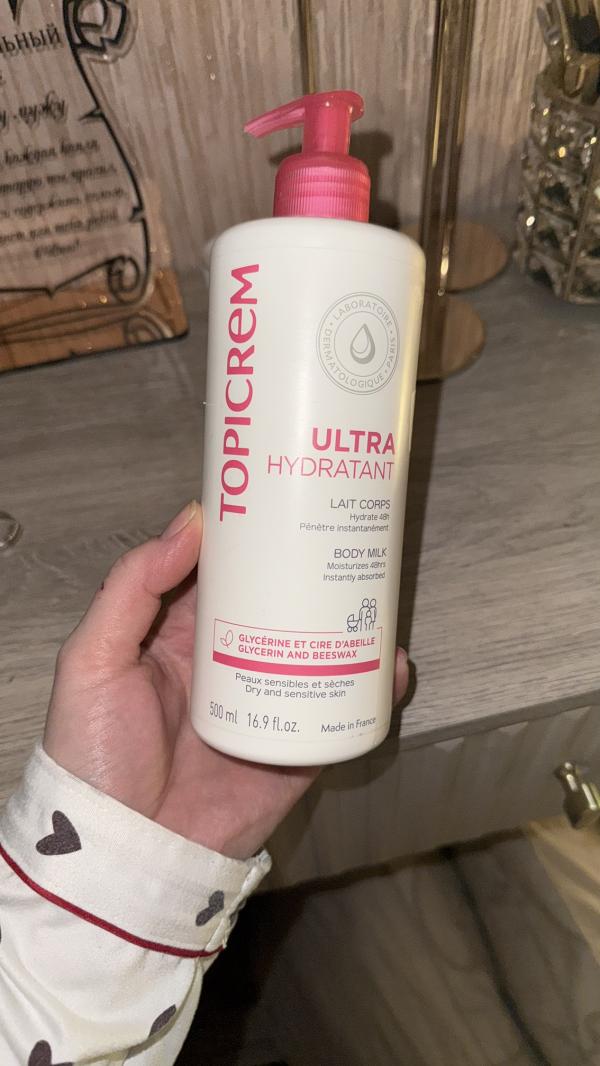 TOPICREM
LABORATOIRE • DERMATOLOGIQUE • PARIS •
ULTRA
HYDRATANT
LAIT CORPS
Hydrate 48h
Pénètre instantanément
BODY MILK
Moisturizes 48hrs
Instantly absorbed
GLYCÉRINE ET CIRE D'ABEILLE
GLYCERIN AND BEESWAX
Peaux sensibles et sèches
Dry and sensitive skin
500 ml 16.9 fl.oz.
Made in France